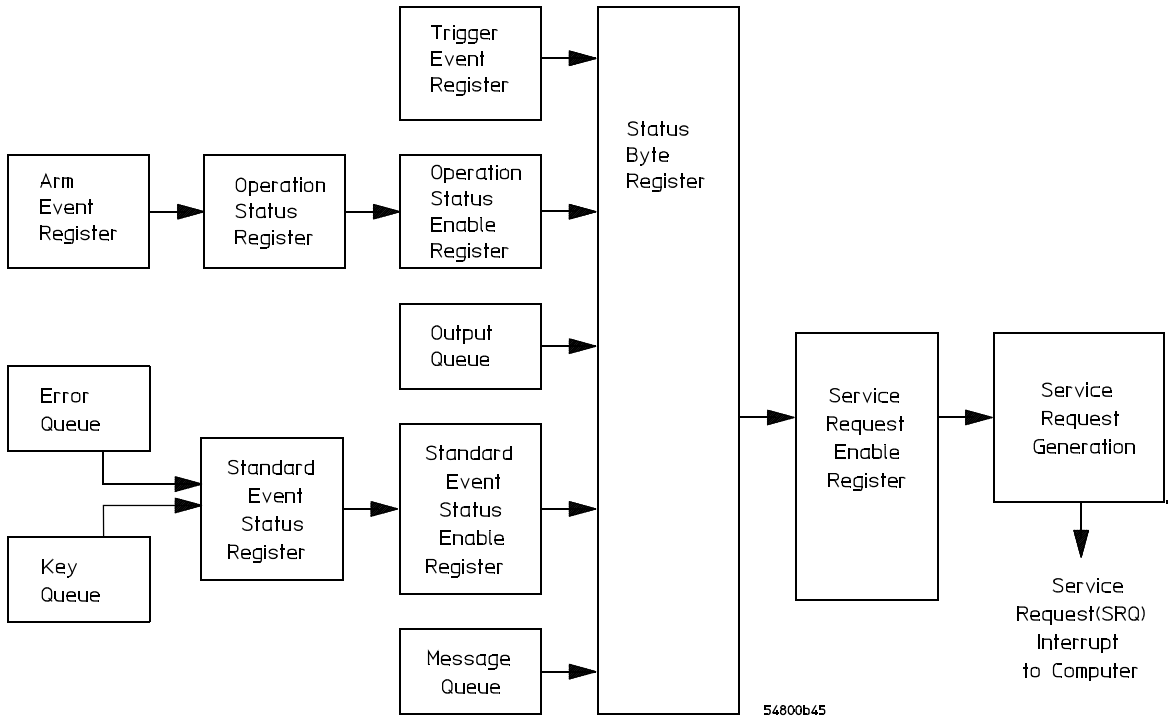 Trigger
Event
Register
Status
Byte
Register
Arm
Event
Register
Operation
Status
Register
Operation
Status
Enable
Register
Output
Queue
Error
Queue
Standard
Event
Status
Register
Standard
Event
Status
Enable
Register
Key
Queue
Message
Queue
Service
Request
Enable
Register
Service
Request
Generation
Service
Request(SRQ)
Interrupt
to Computer
54800b45